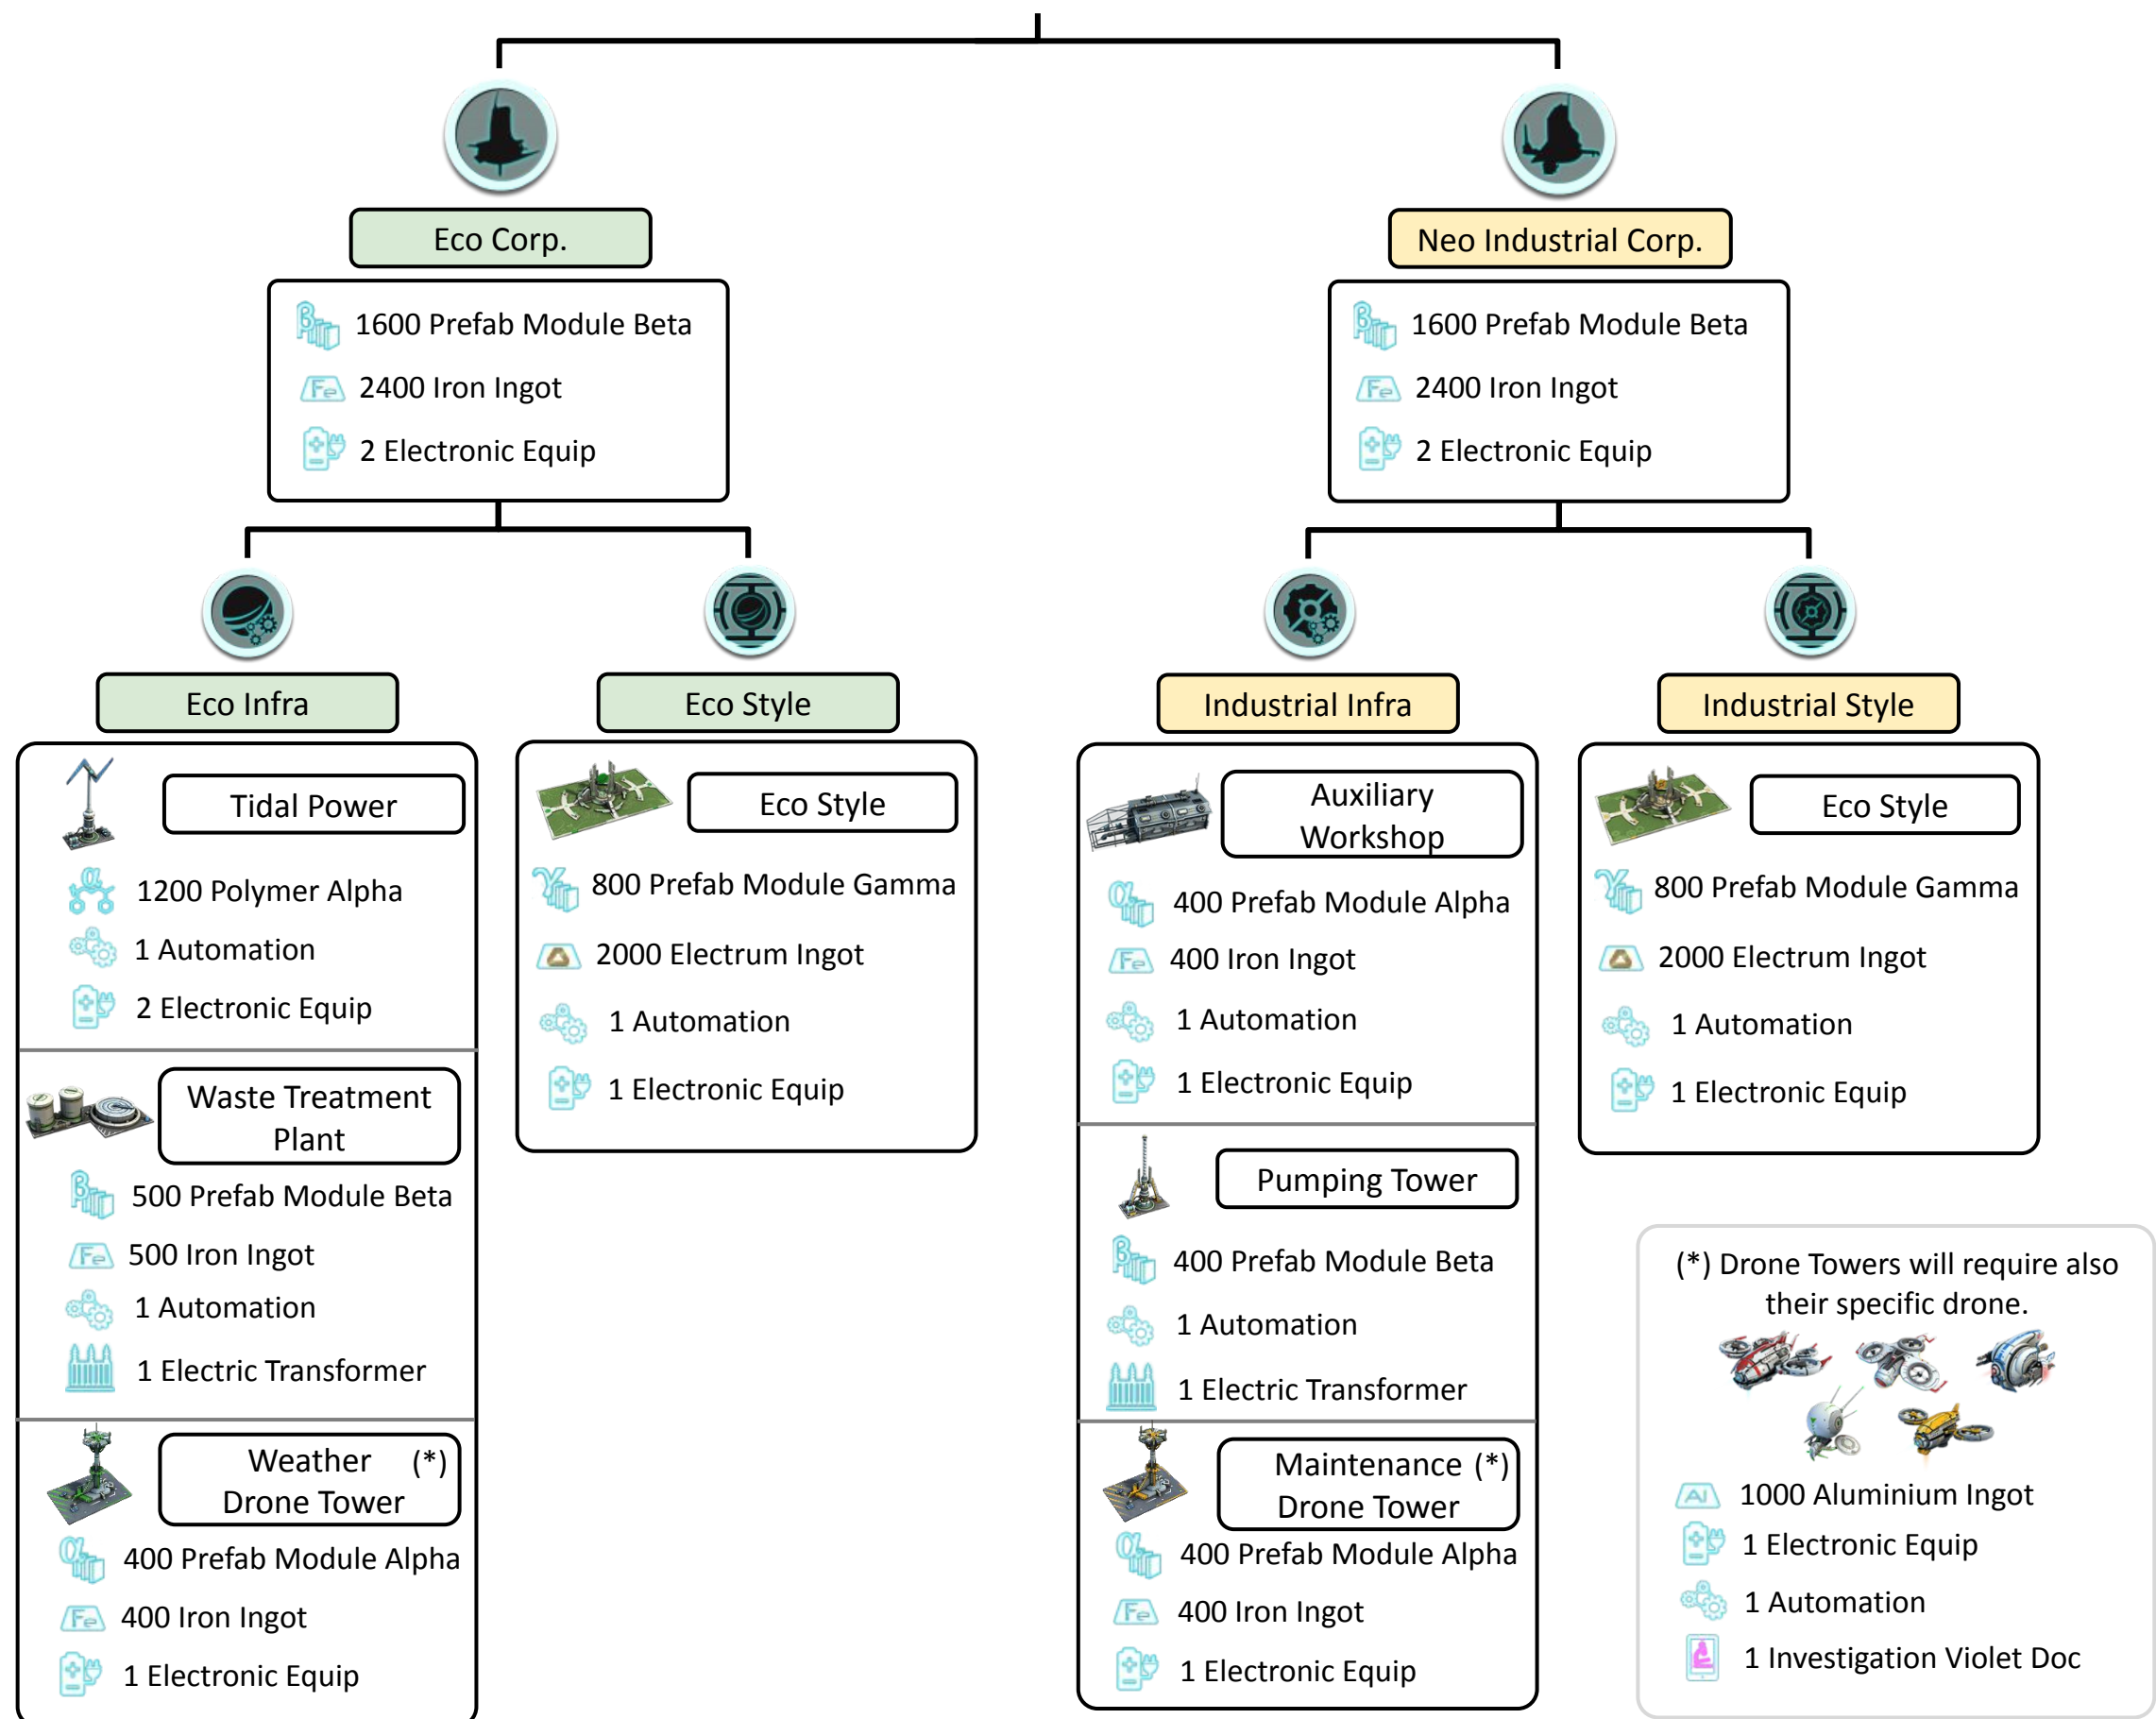 Eco Corp.
1600 Prefab Module Beta
Fe 2400 Iron Ingot
2 Electronic Equip
Neo Industrial Corp.
1600 Prefab Module Beta
Fe 2400 Iron Ingot
2 Electronic Equip
Eco Infra
Tidal Power
α 1200 Polymer Alpha
1 Automation
2 Electronic Equip
Waste Treatment
Plant
β 500 Prefab Module Beta
Fe 500 Iron Ingot
1 Automation
1 Electric Transformer
Weather (*)
Drone Tower
α 400 Prefab Module Alpha
Fe 400 Iron Ingot
1 Electronic Equip
Eco Style
Eco Style
γ 800 Prefab Module Gamma
2000 Electrum Ingot
1 Automation
1 Electronic Equip
Industrial Infra
Auxiliary
Workshop
α 400 Prefab Module Alpha
Fe 400 Iron Ingot
1 Automation
1 Electronic Equip
Pumping Tower
β 400 Prefab Module Beta
1 Automation
1 Electric Transformer
Maintenance (*)
Drone Tower
α 400 Prefab Module Alpha
Fe 400 Iron Ingot
1 Electronic Equip
Industrial Style
Eco Style
γ 800 Prefab Module Gamma
2000 Electrum Ingot
1 Automation
1 Electronic Equip
(*) Drone Towers will require also
their specific drone.
Al 1000 Aluminium Ingot
1 Electronic Equip
1 Automation
1 Investigation Violet Doc